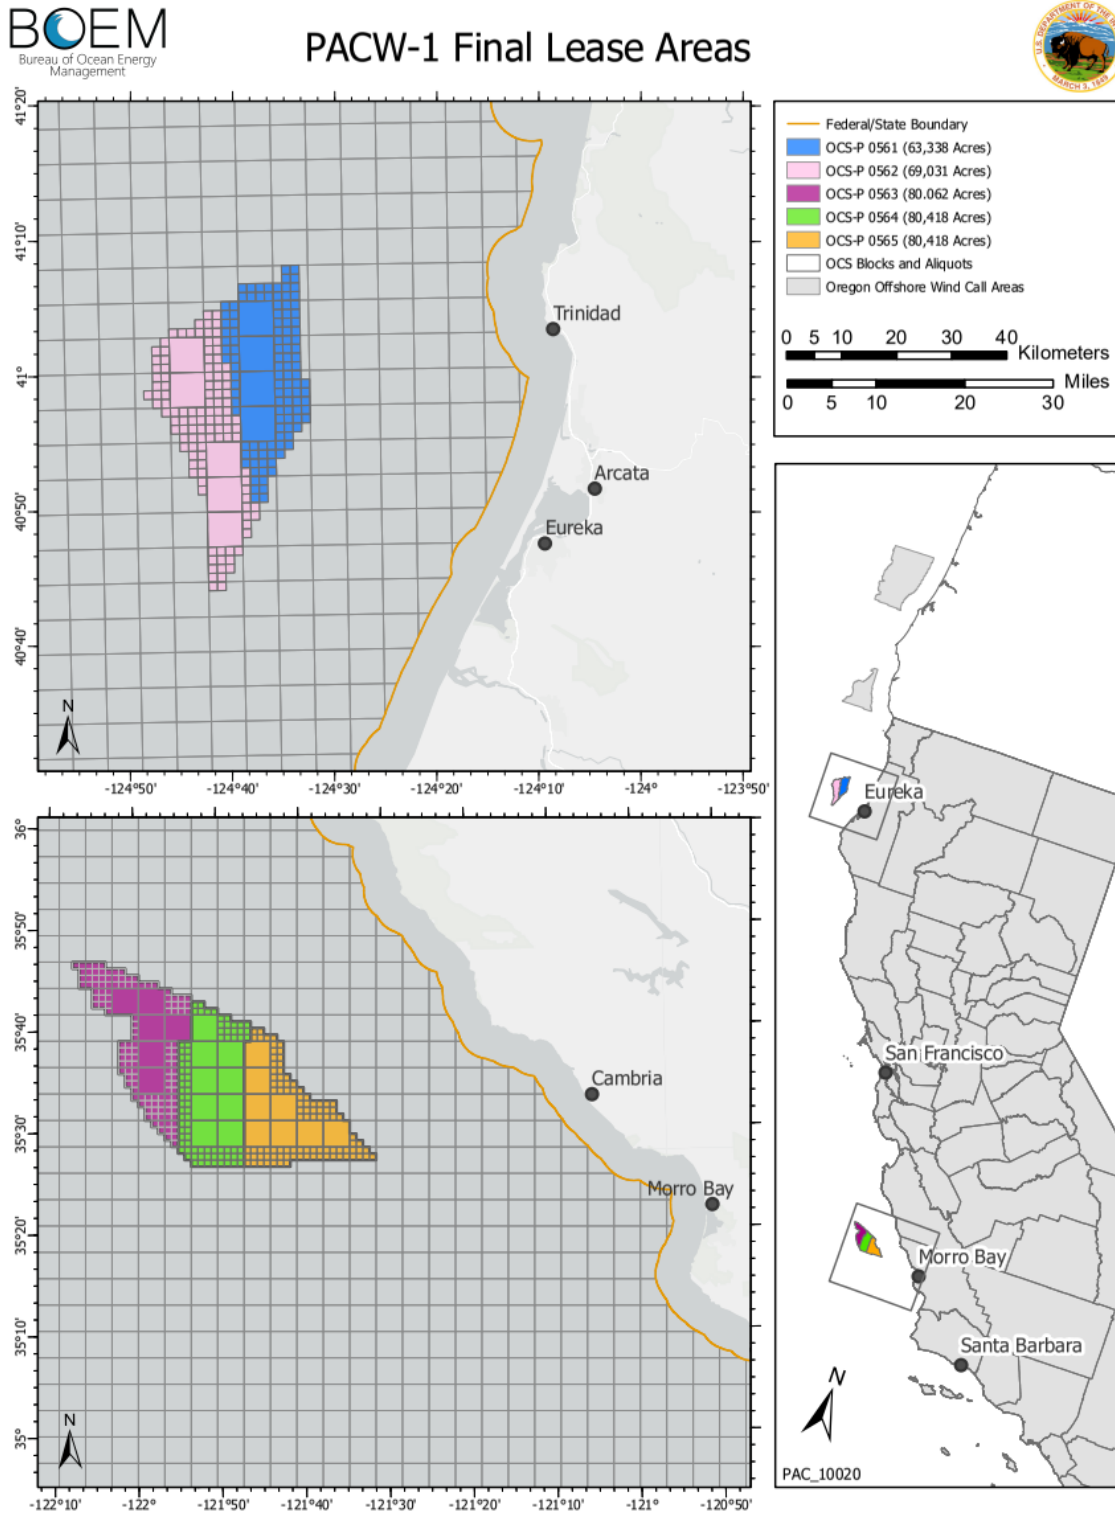 BOEM
Bureau of Ocean Energy
Management
PACW-1 Final Lease Areas
U.S. DEPARTMENT OF THE
MARCH 3, 1849
Federal/State Boundary
OCS-P 0561 (63,338 Acres)
OCS-P 0562 (69,031 Acres)
OCS-P 0563 (80.062 Acres)
OCS-P 0564 (80,418 Acres)
OCS-P 0565 (80,418 Acres)
OCS Blocks and Aliquots
Oregon Offshore Wind Call Areas
0 5 10 20 30 40
Kilometers
Miles
0 5 10 20 30
41°20'
41°10'
41°
40°50'
40°40'
Trinidad
Arcata
Eureka
N
-124°50' -124°40' -124°30' -124°20' -124°10' -124° -123°50'
36°
35°50'
35°40'
35°30'
35°20'
35°10'
35°
Cambria
Morro Bay
N
-122°10' -122° -121°50' -121°40' -121°30' -121°20' -121°10' -121° -120°50'
Eureka
San Francisco
Morro Bay
Santa Barbara
N
PAC_10020